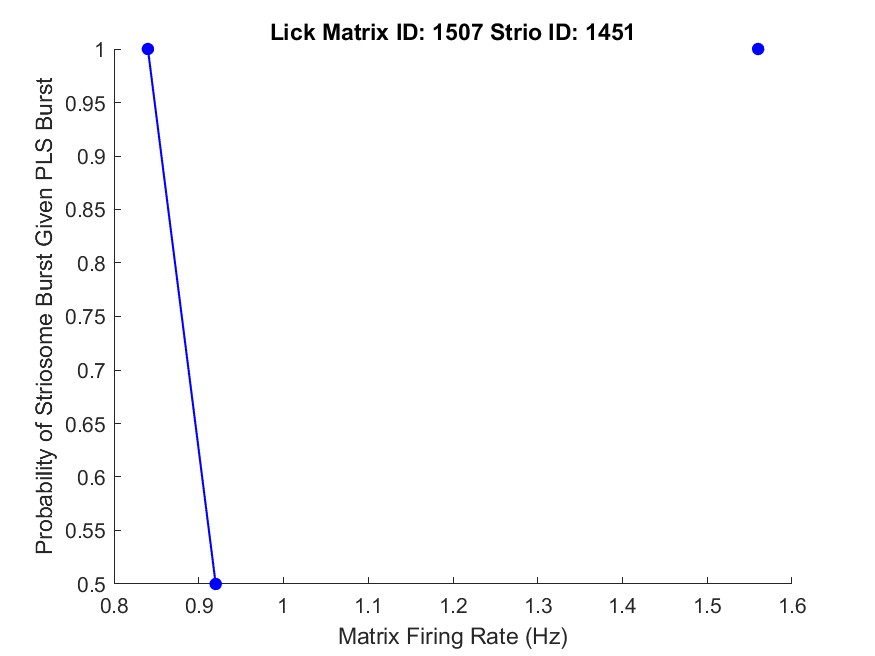 Lick Matrix ID: 1507 Strio ID: 1451
Probability of Striosome Burst Given PLS Burst
1
0.95
0.9
0.85
0.8
0.75
0.7
0.65
0.6
0.55
0.5
0.8 0.9 1 1.1 1.2 1.3 1.4 1.5 1.6
Matrix Firing Rate (Hz)